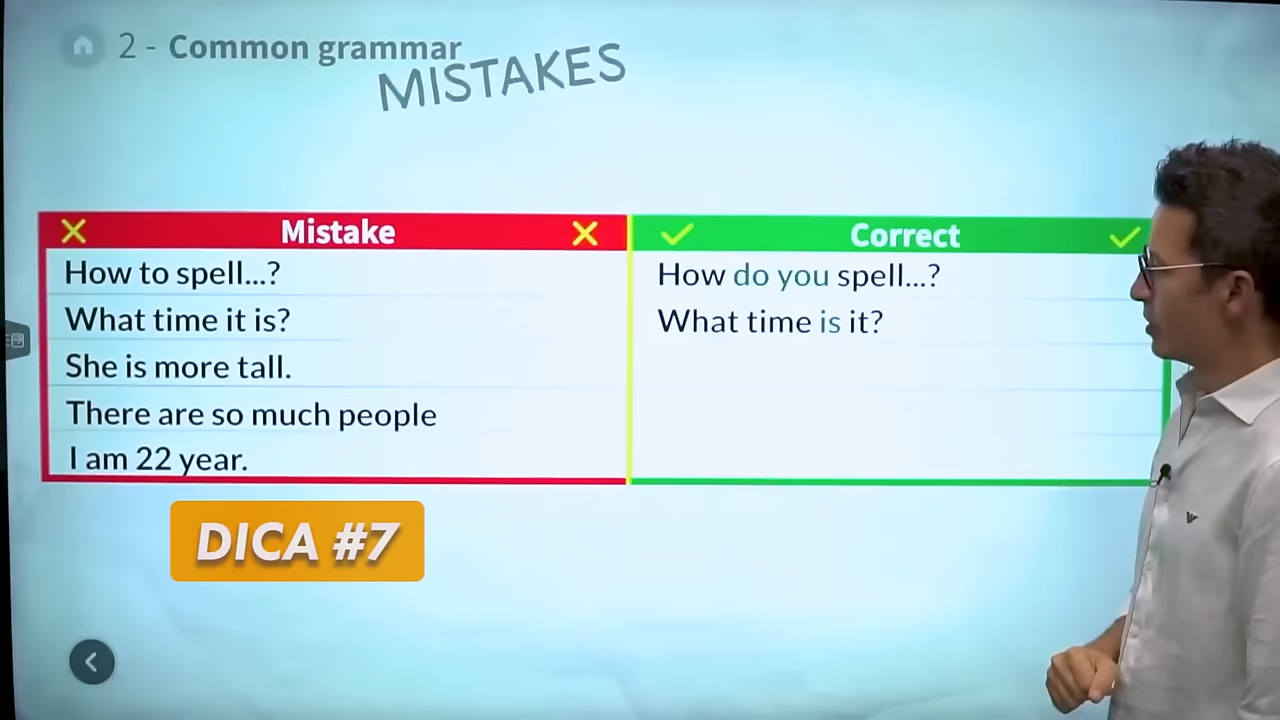 2 - Common grammar
MISTAKES
Mistake
Correct
How to spell...?
How do you spell...?
What time it is?
What time is it?
She is more tall.
There are so much people
I am 22 year.
DICA #7